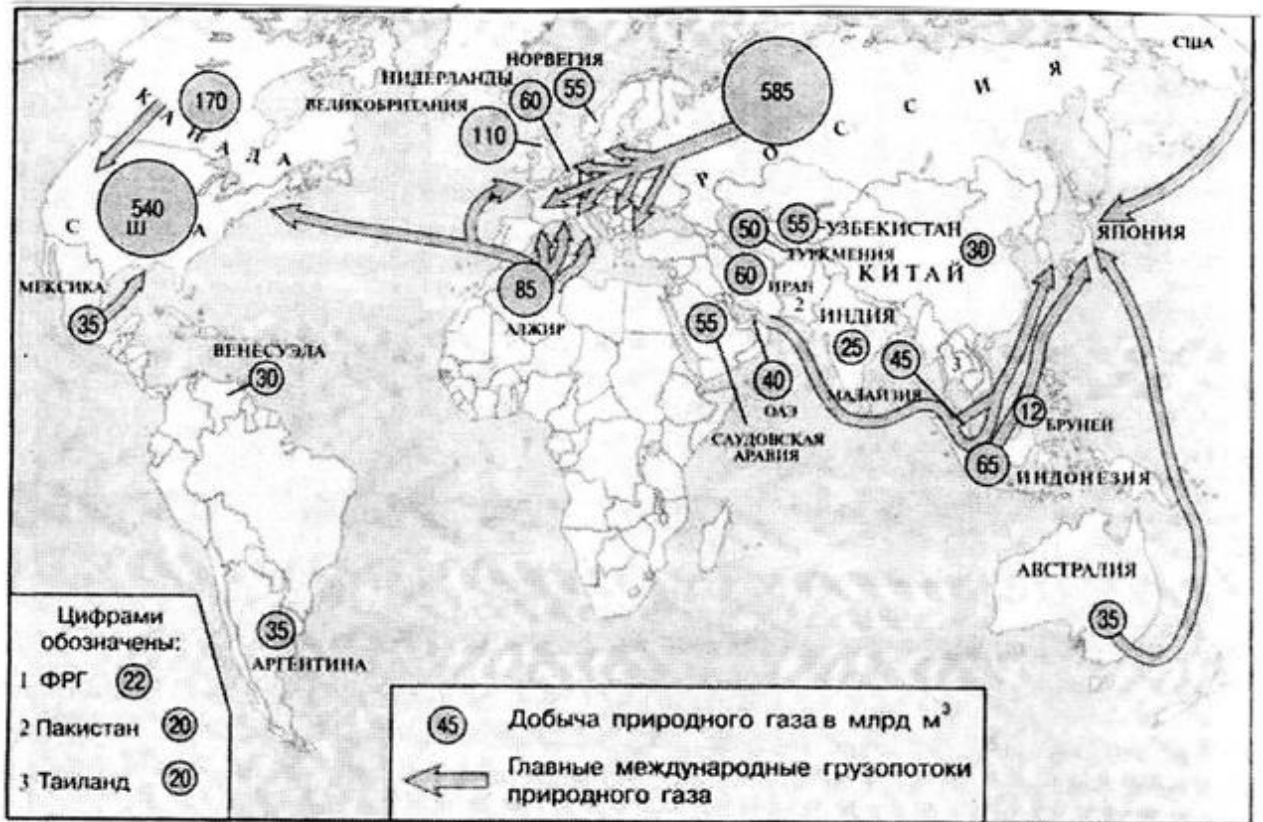 США
КАНАДА
170
НОРВЕГИЯ
НИДЕРЛАНДЫ
55
60
ВЕЛИКОБРИТАНИЯ
110
585
РОССИЯ
540
США
50
55
УЗБЕКИСТАН
ТУРКМЕНИЯ
30
ЯПОНИЯ
60
ИРАН
КИТАЙ
2
85
АЛЖИР
МЕКСИКА
35
55
ИНДИЯ
25
45
3
ВЕНЕСУЭЛА
30
40
ОАЭ
МАЛАЙЗИЯ
12
БРУНЕЙ
САУДОВСКАЯ
АРАВИЯ
65
ИНДОНЕЗИЯ
АВСТРАЛИЯ
35
35
АРГЕНТИНА
Цифрами
обозначены:
1 ФРГ 22
2 Пакистан 20
3 Таиланд 20
45 Добыча природного газа в млрд м³
Главные международные грузопотоки
природного газа